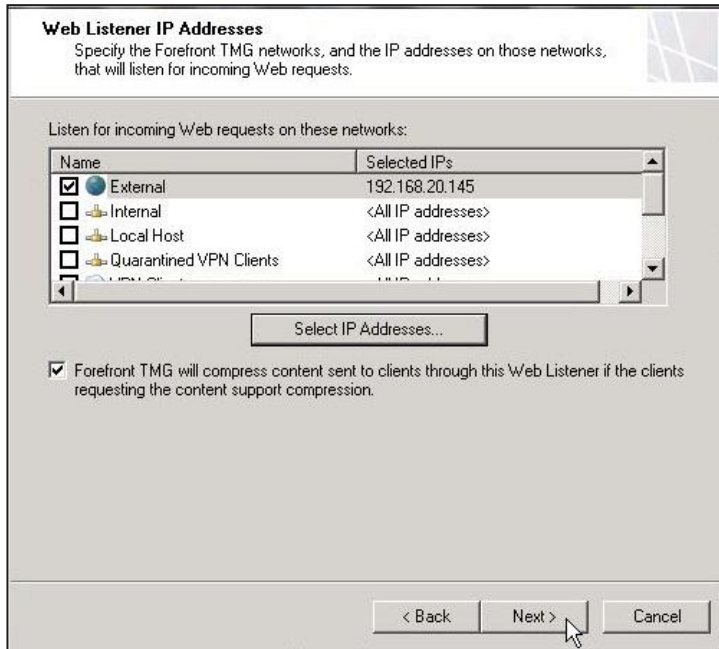 Web Listener IP Addresses
Specify the Forefront TMG networks, and the IP addresses on those networks,
that will listen for incoming Web requests.
Listen for incoming Web requests on these networks:
Name Selected IPs
External 192.168.20.145
Internal <All IP addresses>
Local Host <All IP addresses>
Quarantined VPN Clients <All IP addresses>
Select IP Addresses...
Forefront TMG will compress content sent to clients through this Web Listener if the clients
requesting the content support compression.
< Back Next > Cancel